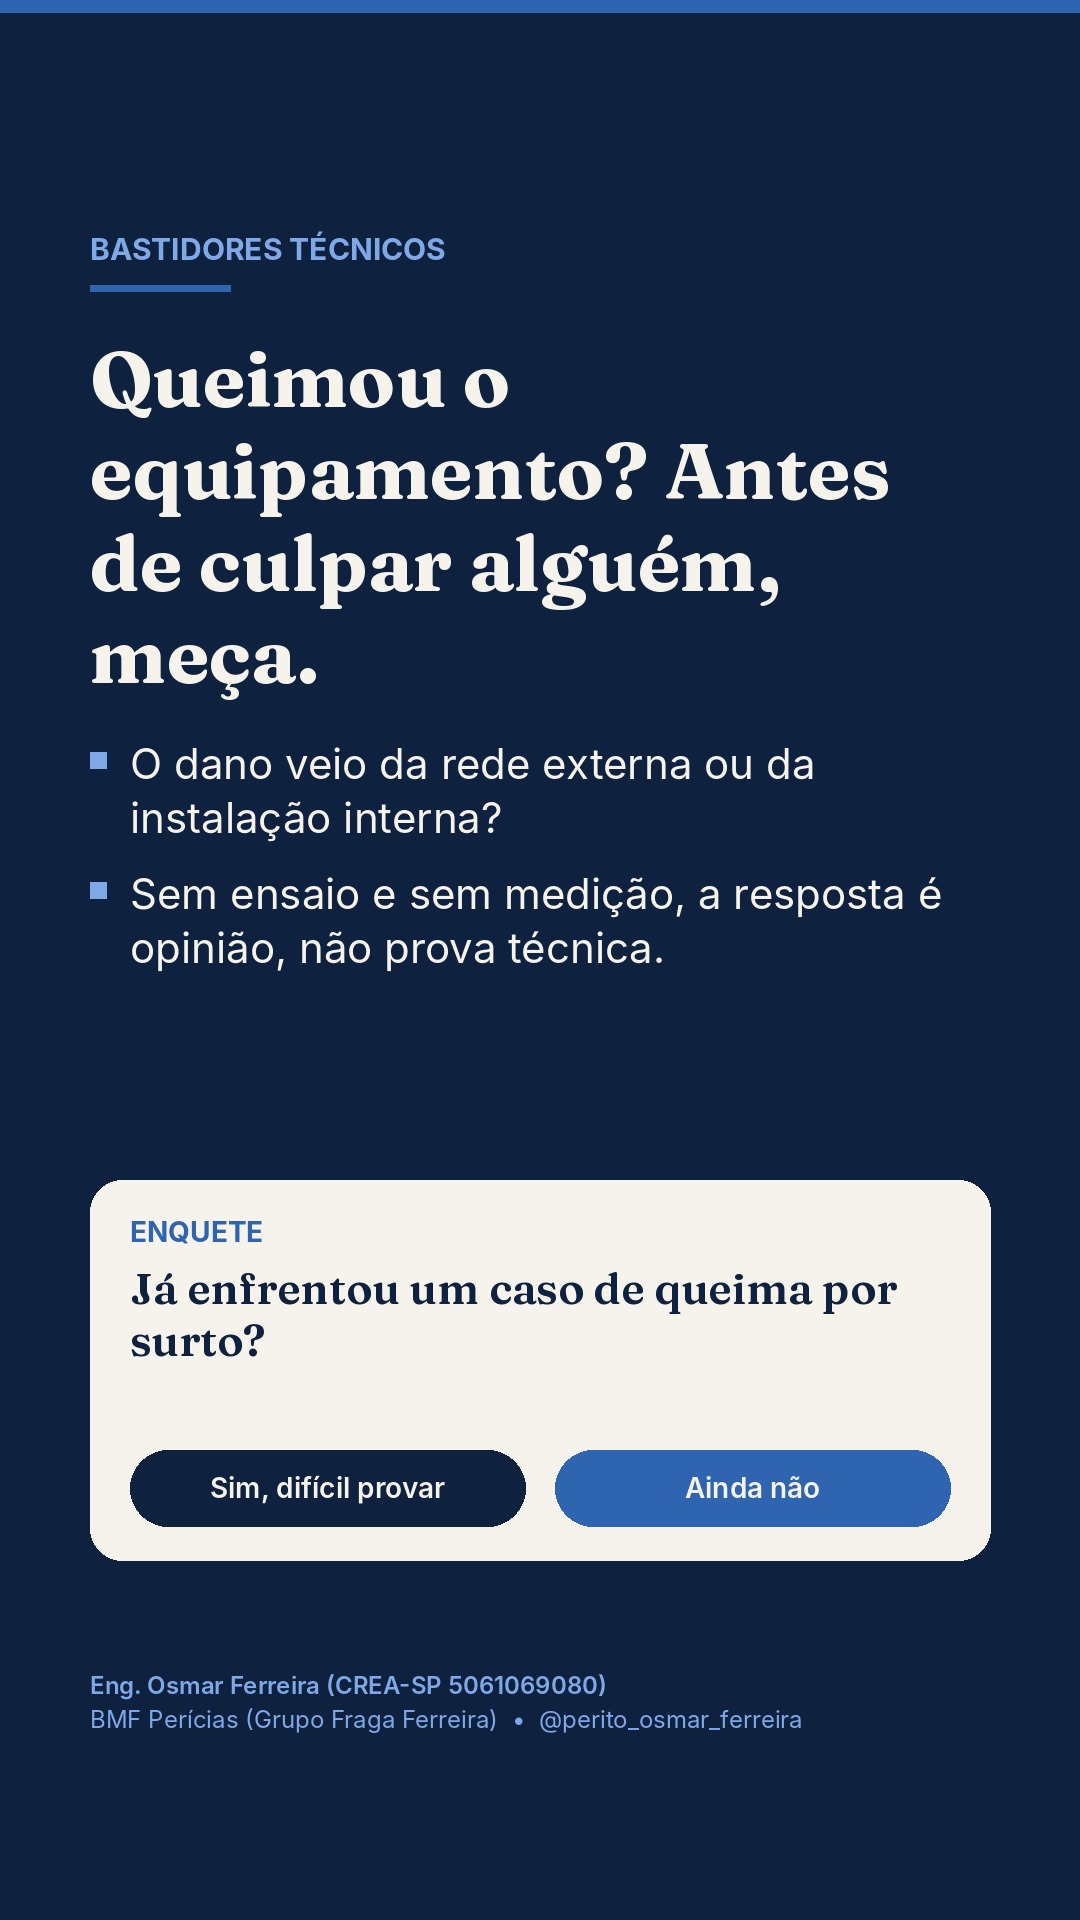 BASTIDORES TÉCNICOS
Queimou o
equipamento? Antes
de culpar alguém,
meça.
O dano veio da rede externa ou da
instalação interna?
Sem ensaio e sem medição, a resposta é
opinião, não prova técnica.
ENQUETE
Já enfrentou um caso de queima por
surto?
Sim, difícil provar
Ainda não
Eng. Osmar Ferreira (CREA-SP 5061069080)
BMF Perícias (Grupo Fraga Ferreira) • @perito_osmar_ferreira